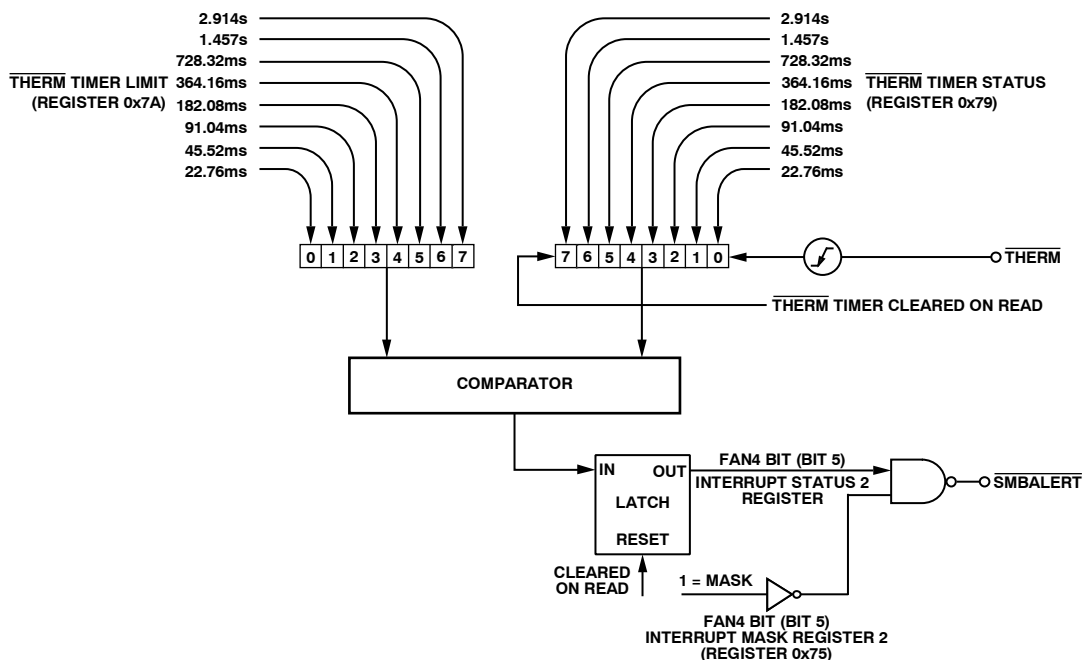 2.914s
1.457s
728.32ms
THERM TIMER LIMIT
(REGISTER 0x7A)
364.16ms
182.08ms
91.04ms
45.52ms
22.76ms
2.914s
1.457s
728.32ms
364.16ms
182.08ms
91.04ms
45.52ms
22.76ms
THERM TIMER STATUS
(REGISTER 0x79)
0 1 2 3 4 5 6 7
7 6 5 4 3 2 1 0
THERM
THERM TIMER CLEARED ON READ
COMPARATOR
IN OUT
LATCH
RESET
FAN4 BIT (BIT 5)
INTERRUPT STATUS 2
REGISTER
SMBALERT
CLEARED
ON READ
1 = MASK
FAN4 BIT (BIT 5)
INTERRUPT MASK REGISTER 2
(REGISTER 0x75)